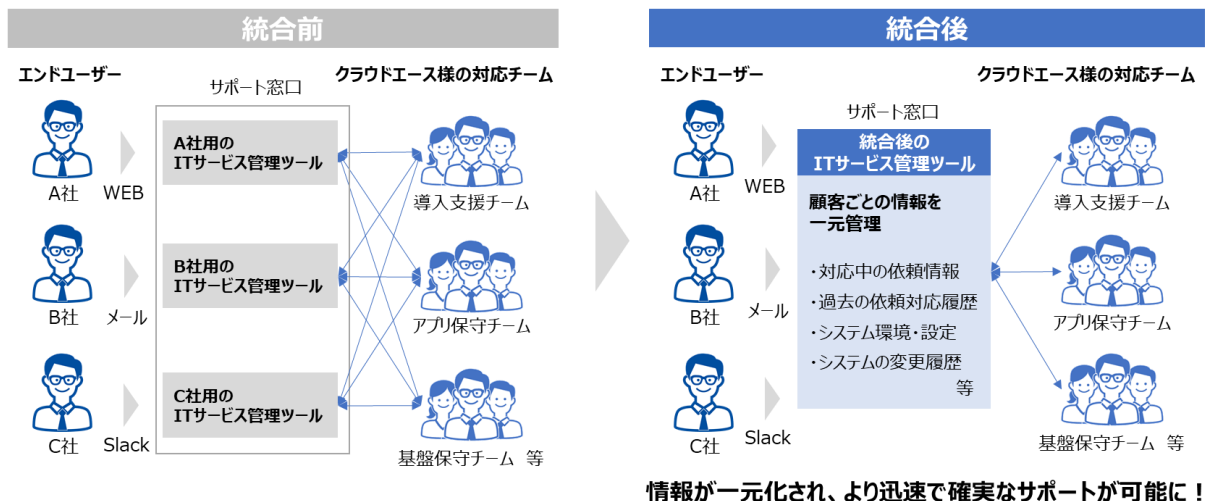 統合前
エンドユーザー
サポート窓口
クラウドエース様の対応チーム
A社
WEB
B社
メール
C社
Slack
A社用の
ITサービス管理ツール
B社用の
ITサービス管理ツール
C社用の
ITサービス管理ツール
導入支援チーム
アプリ保守チーム
基盤保守チーム 等
統合後
エンドユーザー
サポート窓口
クラウドエース様の対応チーム
A社
WEB
B社
メール
C社
Slack
統合後の
ITサービス管理ツール
顧客ごとの情報を
一元管理
・対応中の依頼情報
・過去の依頼対応履歴
・システム環境・設定
・システムの変更履歴
等
導入支援チーム
アプリ保守チーム
基盤保守チーム 等
情報が一元化され、より迅速で確実なサポートが可能に！